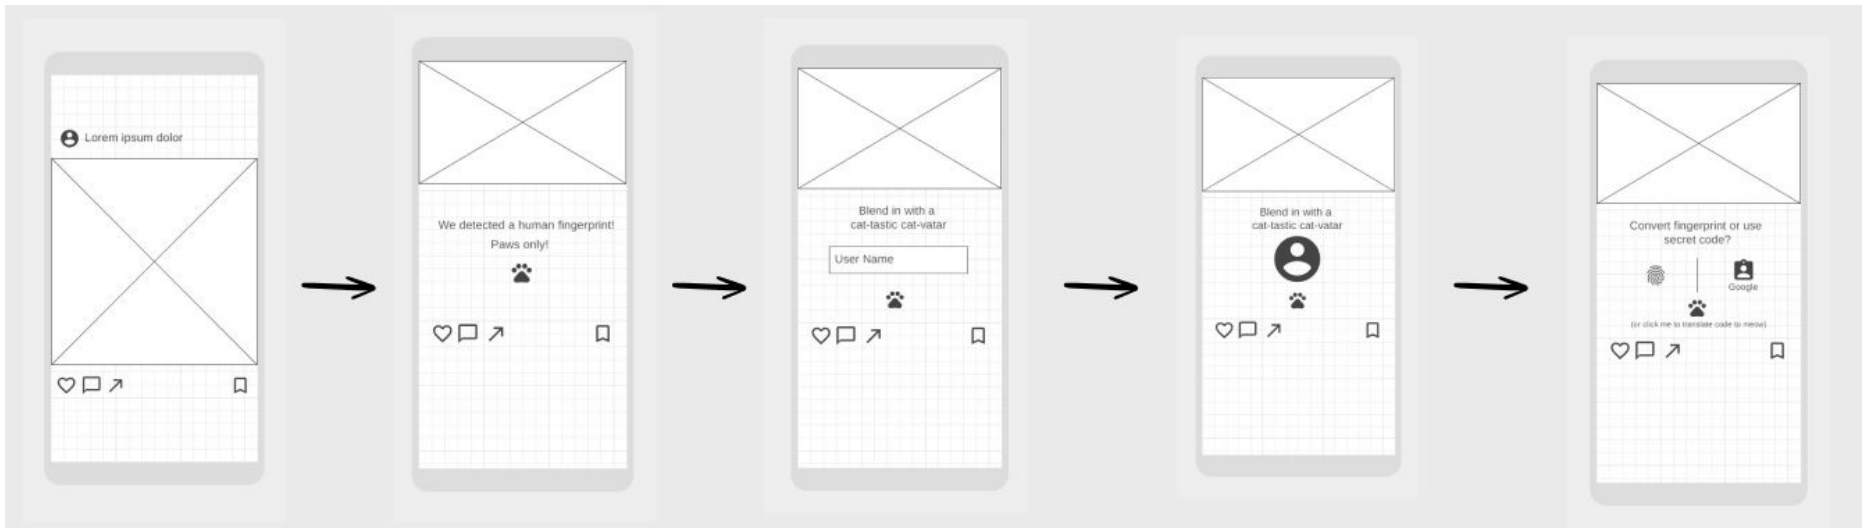 Lorem ipsum dolor
We detected a human fingerprint!
Paws only!
Blend in with a
cat-tastic cat-vatar
User Name
Blend in with a
cat-tastic cat-vatar
Convert fingerprint or use
secret code?
Google
(or click me to translate code to meow)